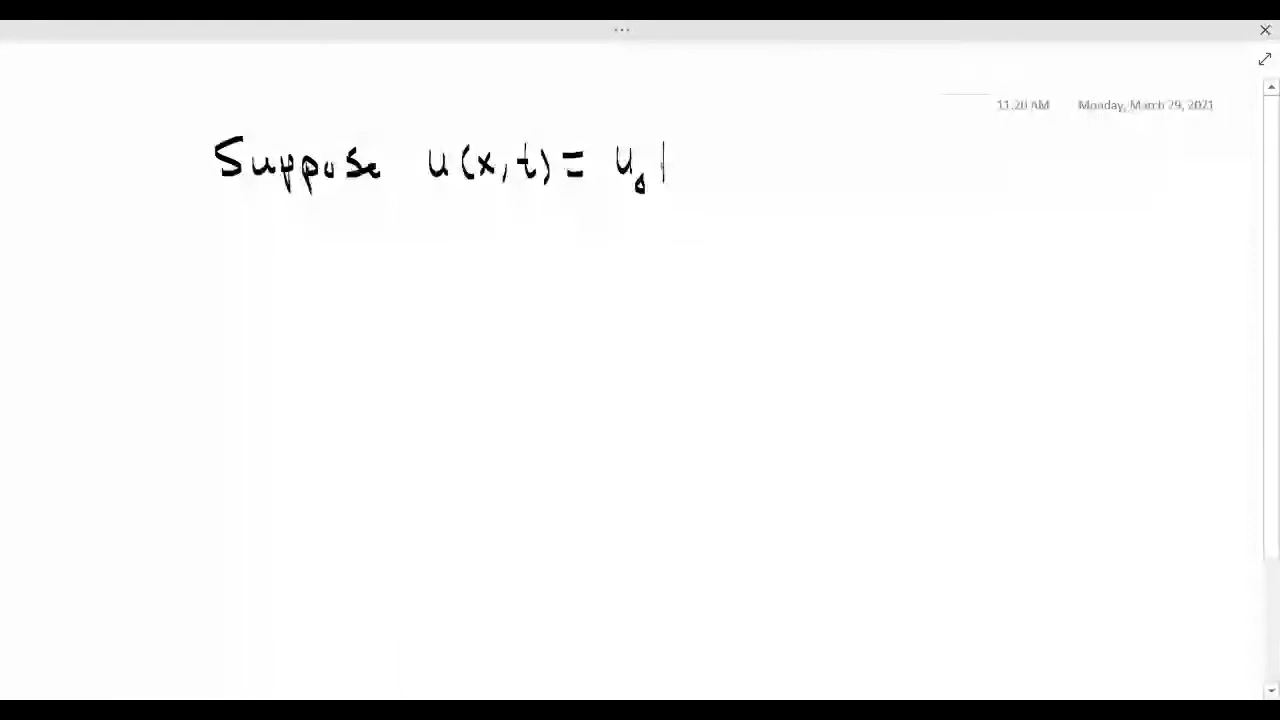 11:20 AM Monday, March 29, 2021
Suppose u(x,t) = u₀ |